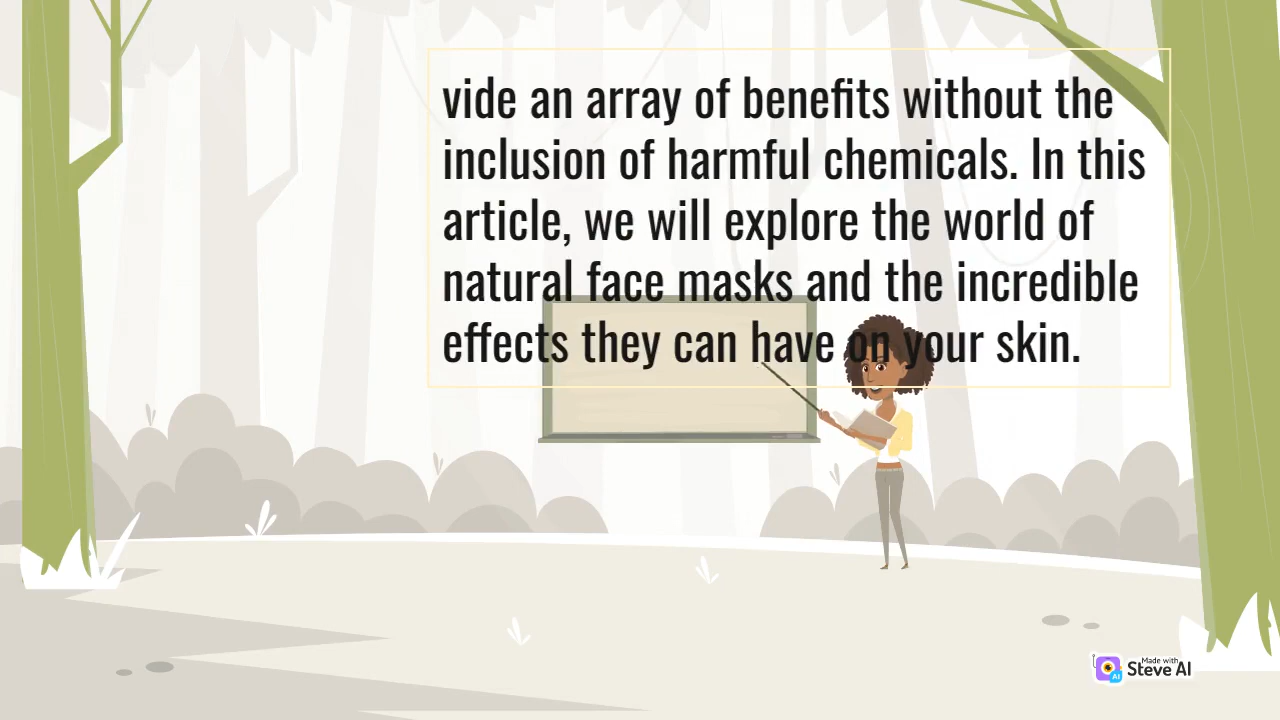 vide an array of benefits without the
inclusion of harmful chemicals. In this
article, we will explore the world of
natural face masks and the incredible
effects they can have on your skin.
Made with
Steve AI
AI